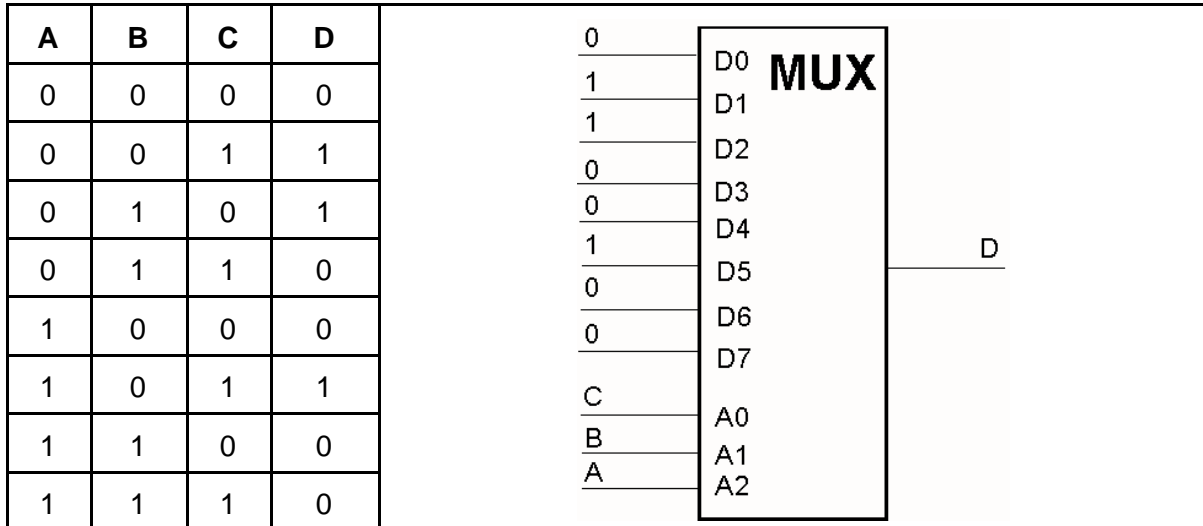 A B C D
0 0 0 0
0 0 1 1
0 1 0 1
0 1 1 0
1 0 0 0
1 0 1 1
1 1 0 0
1 1 1 0
MUX
0 D0
1 D1
1 D2
0 D3
0 D4
1 D5
0 D6
0 D7
C A0
B A1
A A2
D